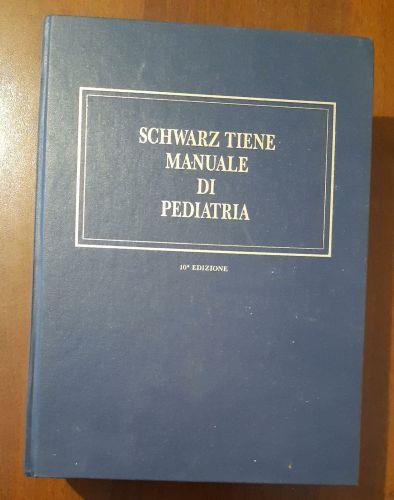 SCHWARZ TIENE
MANUALE
DI
PEDIATRIA
10ª EDIZIONE